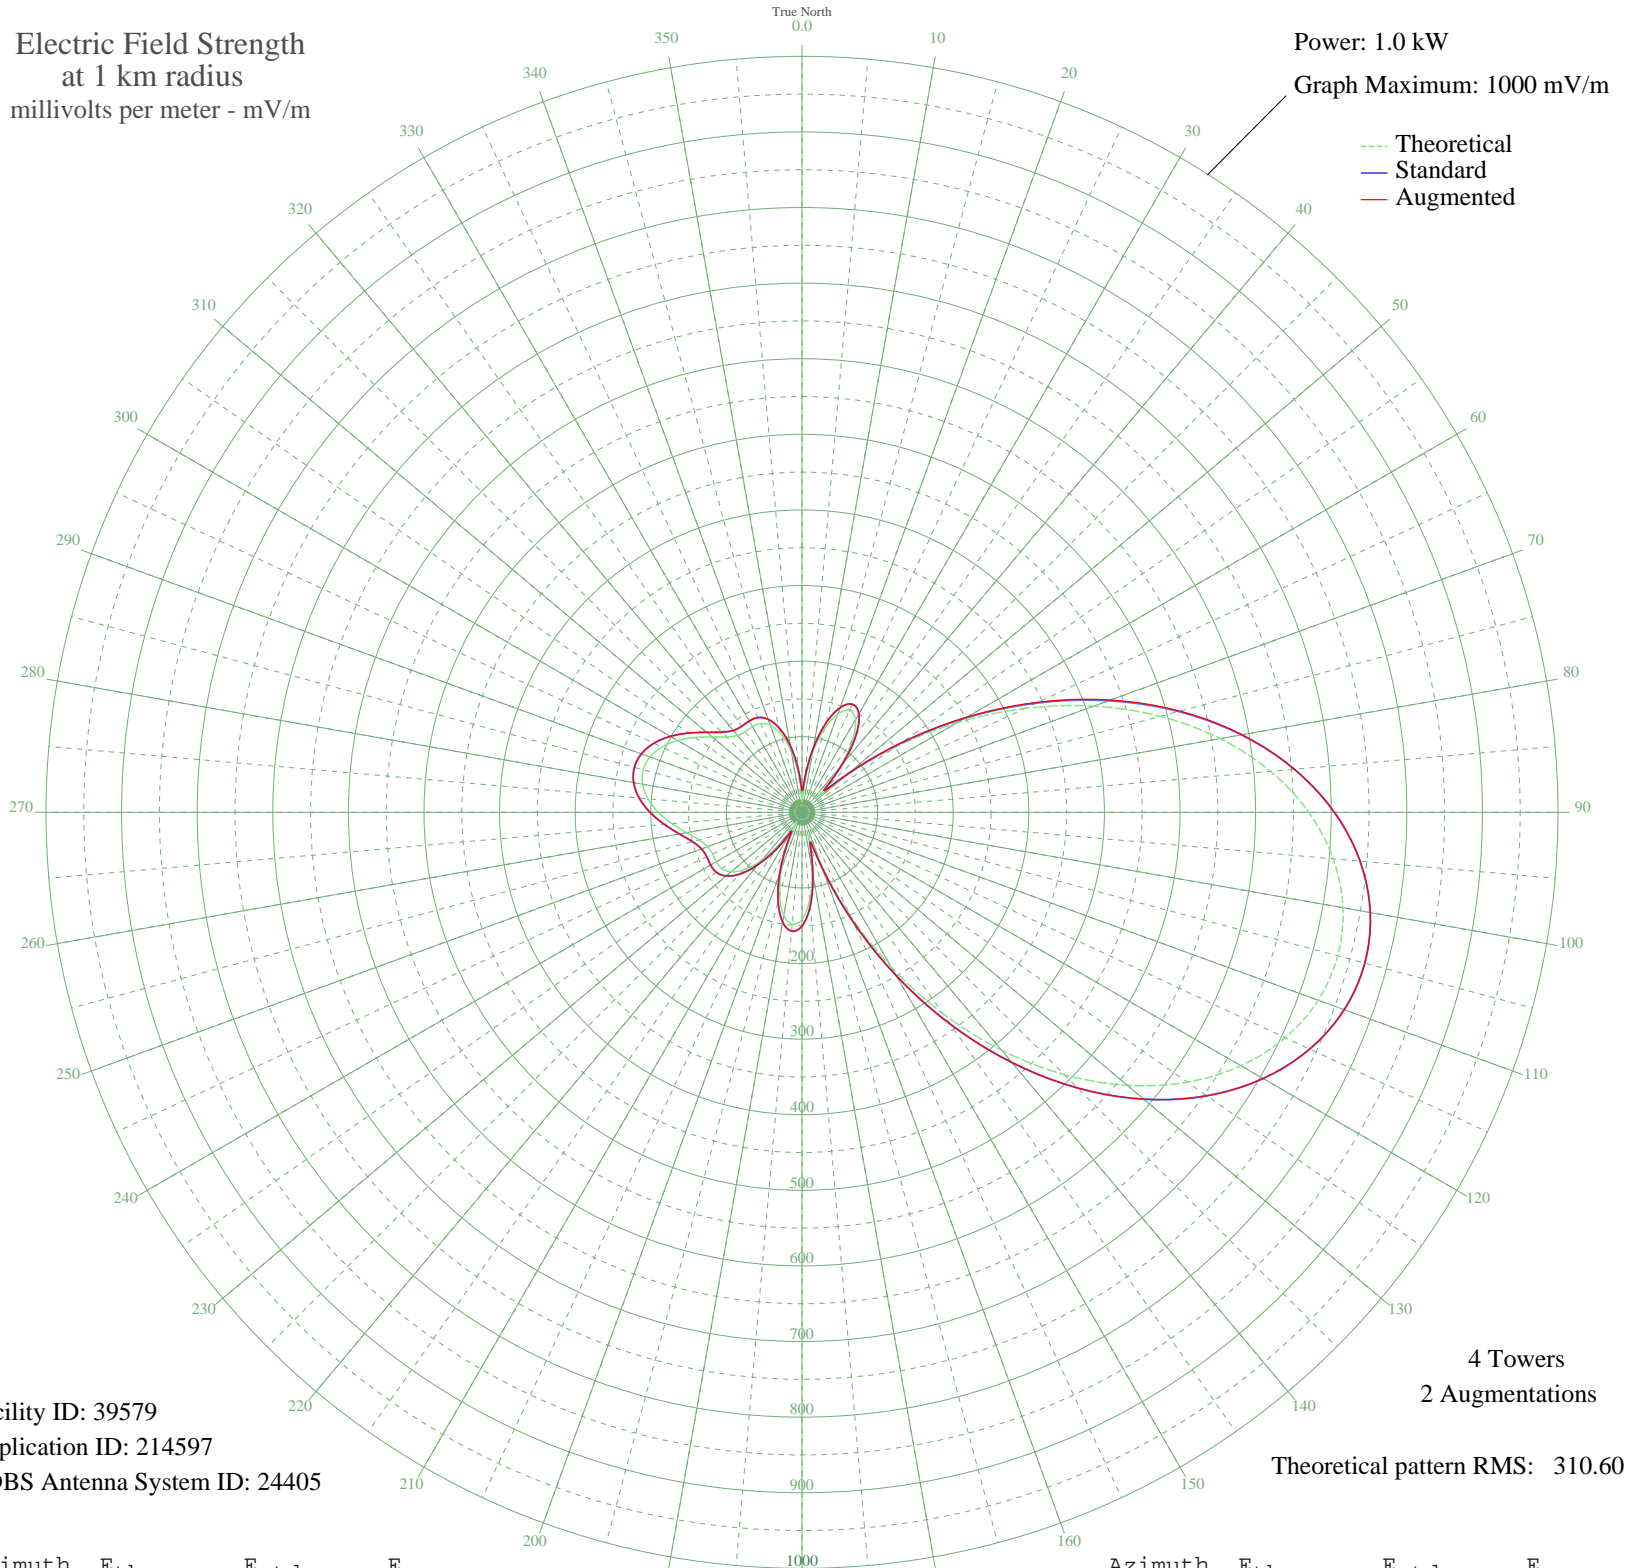 True North
0.0
Electric Field Strength
at 1 km radius
millivolts per meter - mV/m
Power: 1.0 kW
Graph Maximum: 1000 mV/m
Theoretical
Standard
Augmented
10
20
30
40
50
60
70
80
90
100
110
120
130
140
150
160
200
210
220
230
240
250
260
270
280
290
300
310
320
330
340
350
200
300
400
500
600
700
800
900
1000
4 Towers
2 Augmentations
Theoretical pattern RMS: 310.60
cility ID: 39579
plication ID: 214597
DBS Antenna System ID: 24405
imuth
Azimuth